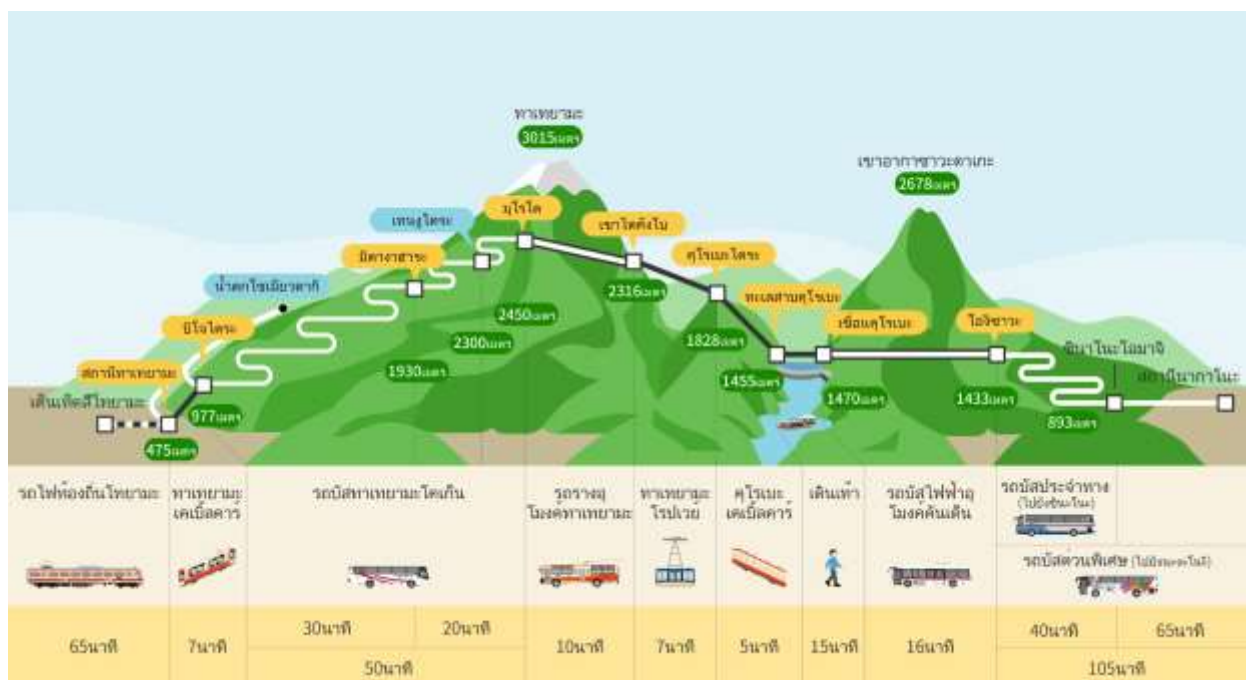 ทาเทยามะ
3015เมตร
เขาอากาซาวะดาเกะ
2678เมตร
มุโรโด
เทนงูไดระ
เขาไดคังโบ
มิดางาฮาระ
คุโรเบะไดระ
น้ำตกโชเมียวดากิ
2316เมตร
ทะเลสาบคุโรเบะ
2450เมตร
บิโจไดระ
เขื่อนคุโรเบะ
โอกิซาวะ
2300เมตร
1828เมตร
ชินาโนะโอมาจิ
สถานีทาเทยามะ
1930เมตร
1455เมตร
สถานีนากาโนะ
เด็นเท็ตสึโทยามะ
977เมตร
1470เมตร
1433เมตร
893เมตร
475เมตร
รถไฟท้องถิ่นโทยามะ
ทาเทยามะ
เคเบิ้ลคาร์
รถบัสทาเทยามะโคเก็น
รถรางอุ
โมงค์ทาเทยามะ
ทาเทยามะ
โรปเวย์
คุโรเบะ
เคเบิ้ลคาร์
เดินเท้า
รถบัสไฟฟ้าอุ
โมงค์คันเด็น
รถบัสประจำทาง
รถบัสด่วนพิเศษ
65นาที
7นาที
30นาที
20นาที
50นาที
10นาที
7นาที
5นาที
15นาที
16นาที
40นาที
65นาที
105นาที